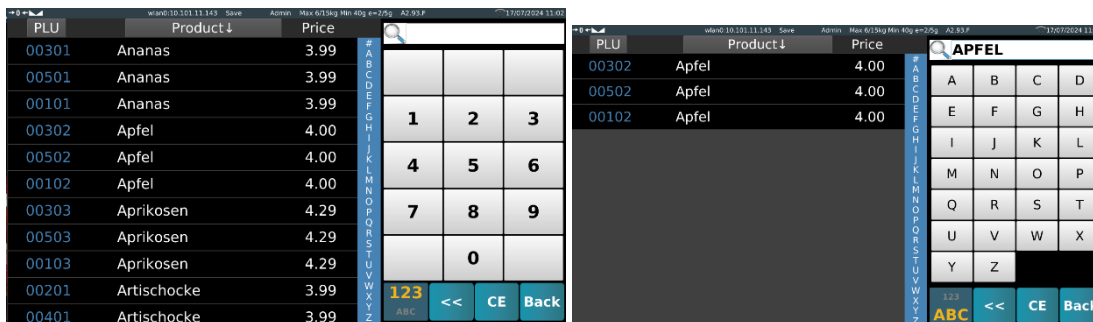 wlan0:10.101.11.143 Save Admin Max 6/15kg Min 40g e=2/5g A2.93.F 17/07/2024 11:02
PLU Product↓ Price
00301 Ananas 3.99
00501 Ananas 3.99
00101 Ananas 3.99
00302 Apfel 4.00
00502 Apfel 4.00
00102 Apfel 4.00
00303 Aprikosen 4.29
00503 Aprikosen 4.29
00103 Aprikosen 4.29
00201 Artischocke 3.99
00401 Artischocke 3.99
#
A
B
C
D
E
F
G
H
I
J
K
L
M
N
O
P
Q
R
S
T
U
V
W
X
Y
Z
1 2 3
4 5 6
7 8 9
0
123
ABC
<< CE Back
wlan0:10.101.11.143 Save Admin Max 6/15kg Min 40g e=2/5g A2.93.F 17/07/2024 11
PLU Product↓ Price
00302 Apfel 4.00
00502 Apfel 4.00
00102 Apfel 4.00
#
A
B
C
D
E
F
G
H
I
J
K
L
M
N
O
P
Q
R
S
T
U
V
W
X
Y
Z
APFEL
A B C D
E F G H
I J K L
M N O P
Q R S T
U V W X
Y Z
123
ABC
<< CE Back